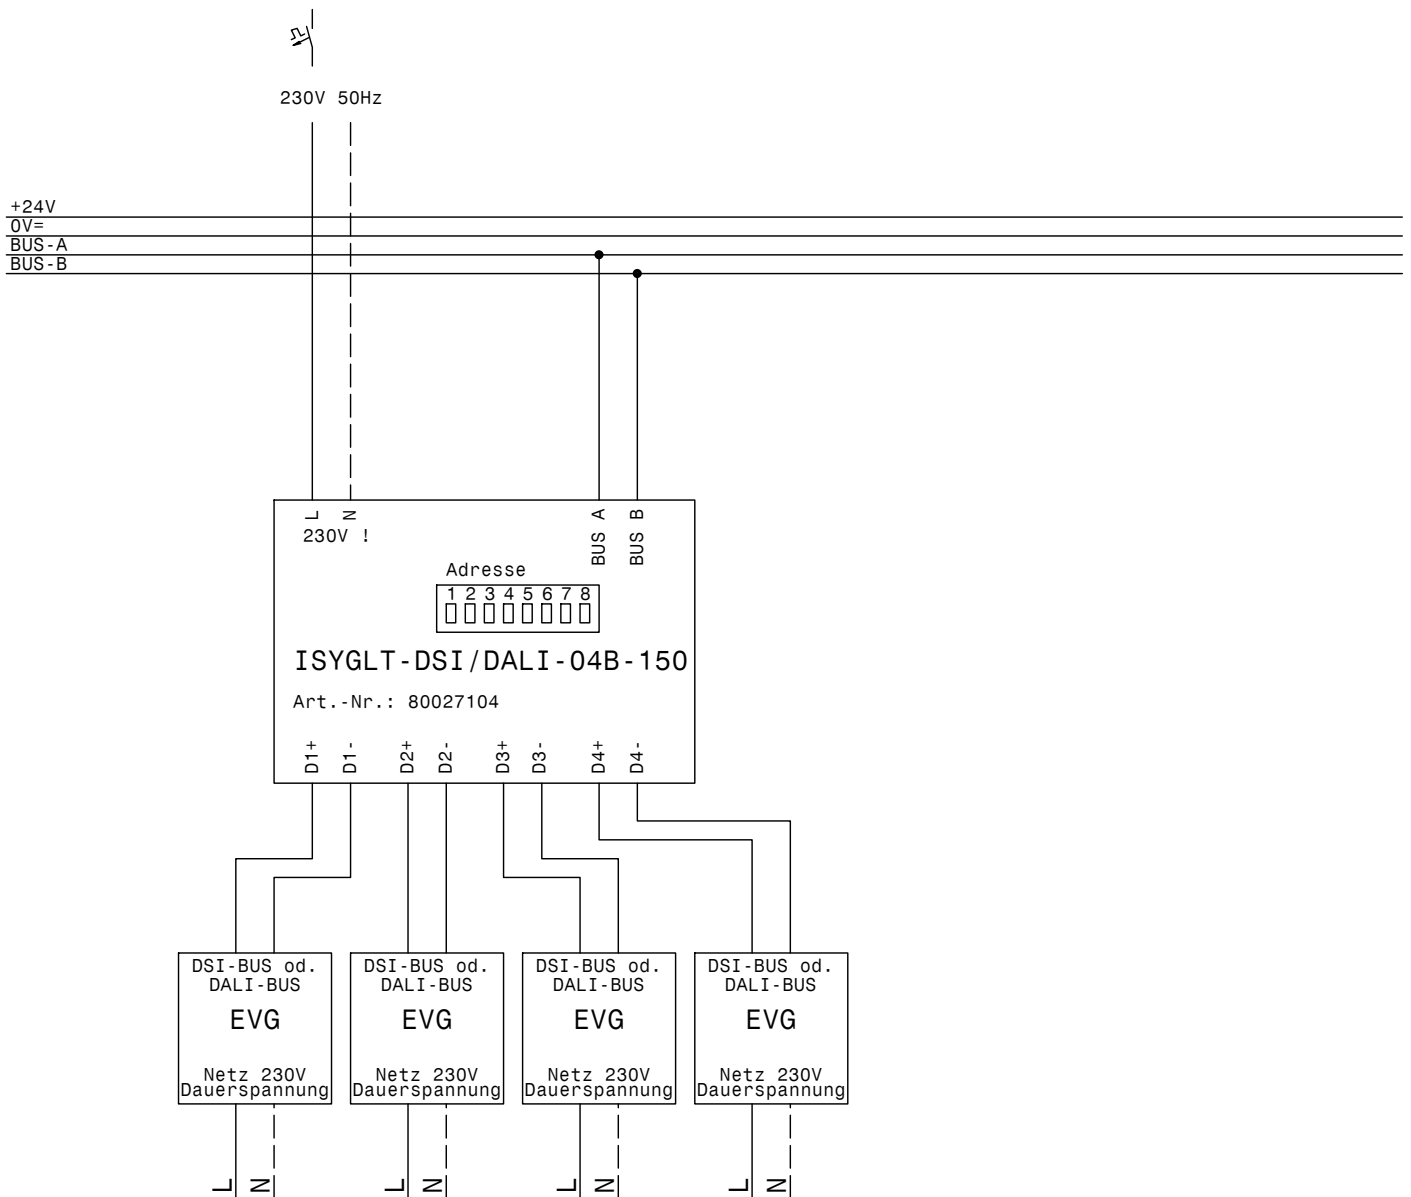 230V 50Hz
+24V
0V=
BUS-A
BUS-B
L
N
BUS A
BUS B
230V !
Adresse
1 2 3 4 5 6 7 8
ISYGLT-DSI/DALI-04B-150
Art.-Nr.: 80027104
D1+
D1-
D2+
D2-
D3+
D3-
D4+
D4-
DSI-BUS od.
DALI-BUS
EVG
Netz 230V
Dauerspannung
L
N
DSI-BUS od.
DALI-BUS
EVG
Netz 230V
Dauerspannung
L
N
DSI-BUS od.
DALI-BUS
EVG
Netz 230V
Dauerspannung
L
N
DSI-BUS od.
DALI-BUS
EVG
Netz 230V
Dauerspannung
L
N